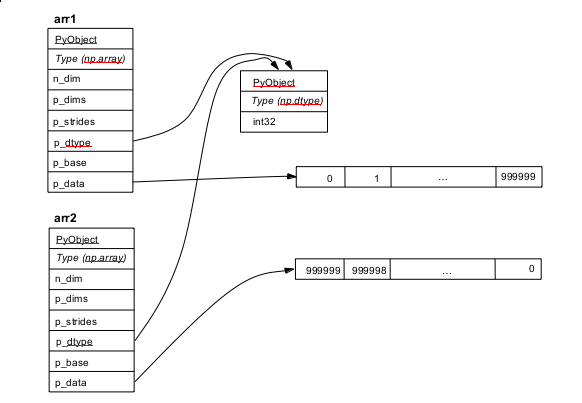 arr1
PyObject
Type (np.array)
n_dim
p_dims
p_strides
p_dtype
p_base
p_data
PyObject
Type (np.dtype)
int32
0 1 ... 999999
arr2
PyObject
Type (np.array)
n_dim
p_dims
p_strides
p_dtype
p_base
p_data
999999 999998 ... 0